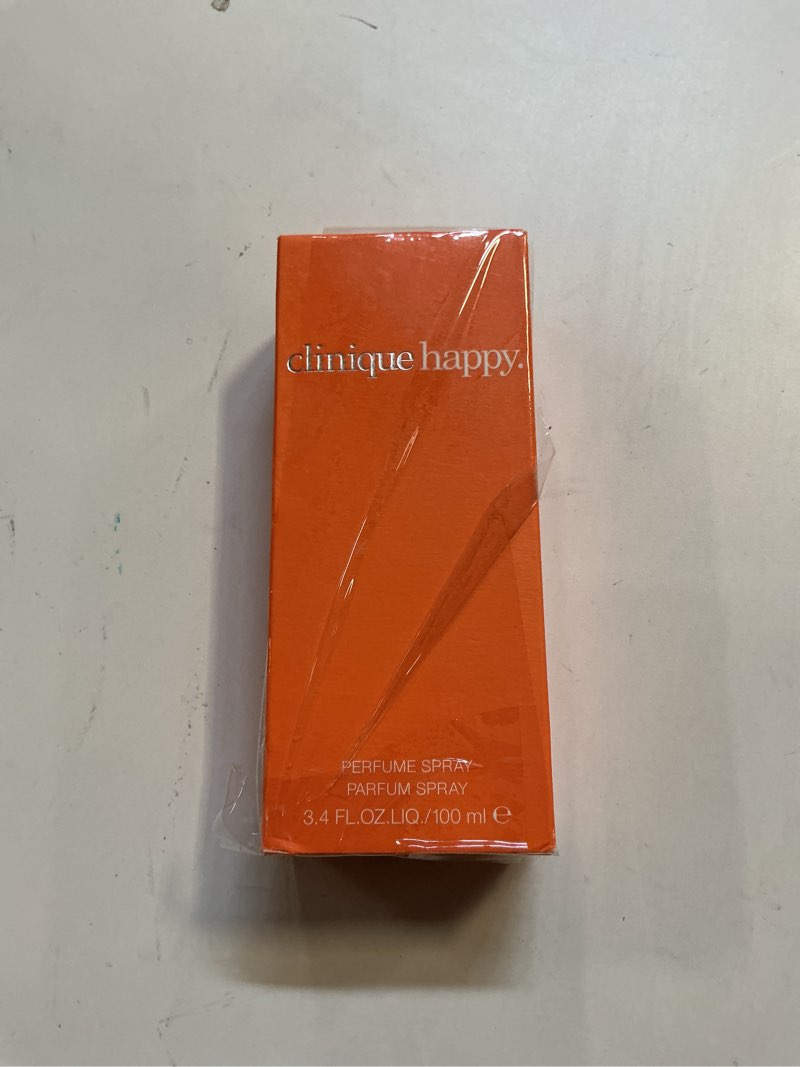 clinique happy.
PERFUME SPRAY
PARFUM SPRAY
3.4 FL.OZ.LIQ./100 ml ℮